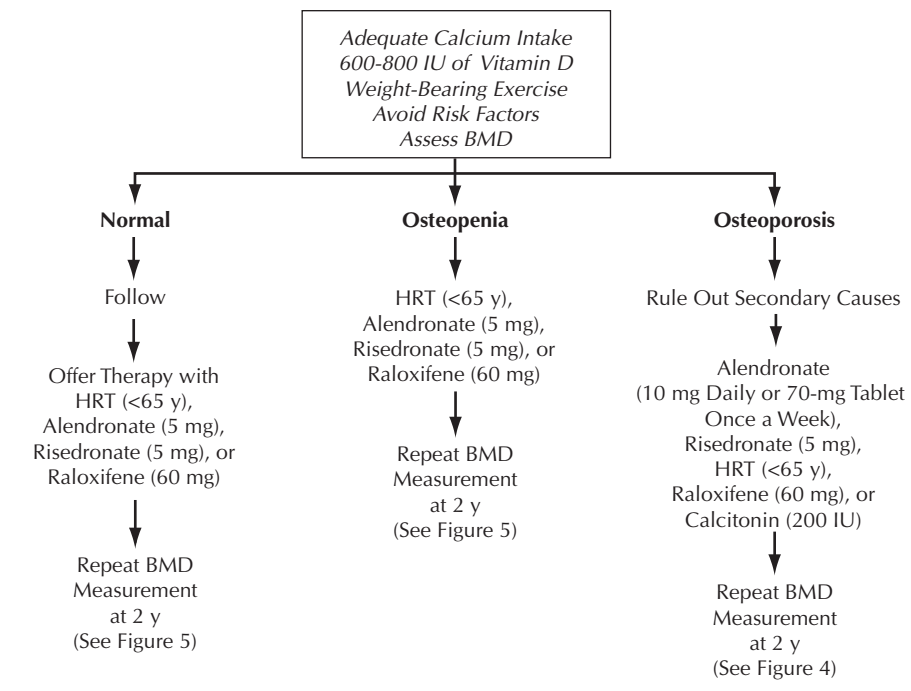 Adequate Calcium Intake
600-800 IU of Vitamin D
Weight-Bearing Exercise
Avoid Risk Factors
Assess BMD
Normal
Follow
Offer Therapy with
HRT (<65 y),
Alendronate (5 mg),
Risedronate (5 mg), or
Raloxifene (60 mg)
Repeat BMD
Measurement
at 2 y
(See Figure 5)
Osteopenia
HRT (<65 y),
Alendronate (5 mg),
Risedronate (5 mg), or
Raloxifene (60 mg)
Repeat BMD
Measurement
at 2 y
(See Figure 5)
Osteoporosis
Rule Out Secondary Causes
Alendronate
(10 mg Daily or 70-mg Tablet
Once a Week),
Risedronate (5 mg),
HRT (<65 y),
Raloxifene (60 mg), or
Calcitonin (200 IU)
Repeat BMD
Measurement
at 2 y
(See Figure 4)